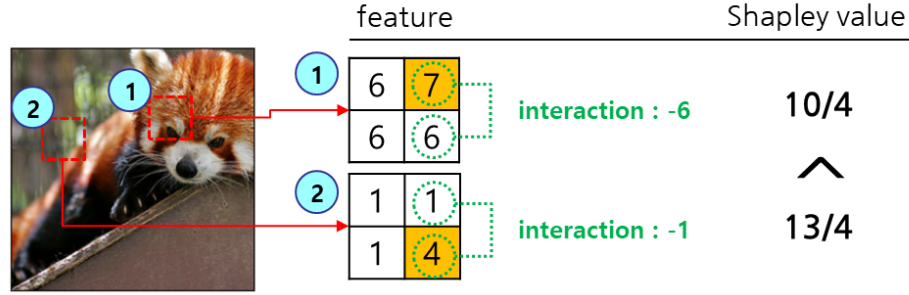 feature Shapley value
1 1 6 7 interaction : -6 10/4
2 6 6
^
2 1 1 interaction : -1 13/4
1 4